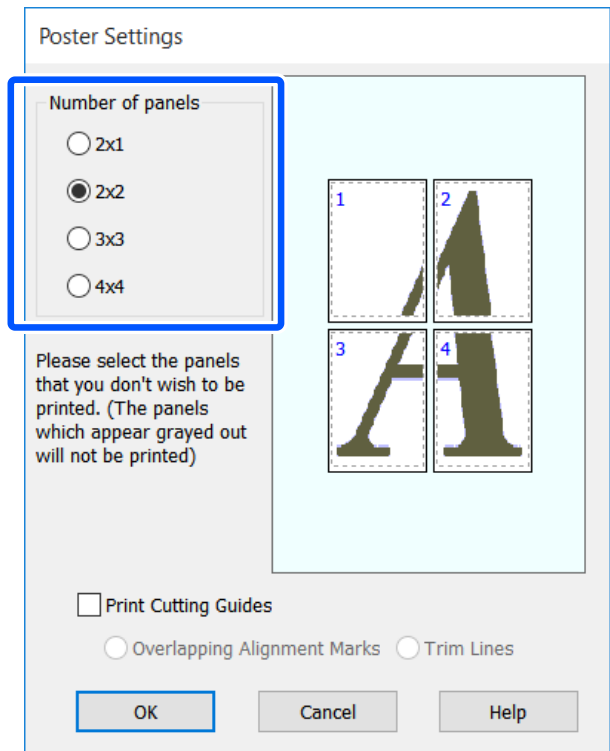 Poster Settings
Number of panels
2x1
2x2
3x3
4x4
1
2
3
4
Please select the panels
that you don't wish to be
printed. (The panels
which appear grayed out
will not be printed)
Print Cutting Guides
Overlapping Alignment Marks
Trim Lines
OK
Cancel
Help